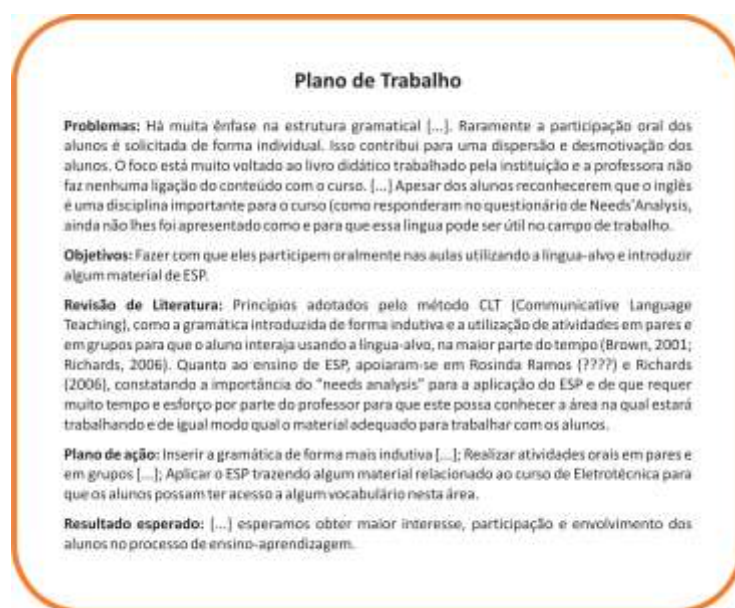 Plano de Trabalho
Problemas: Há muita ênfase na estrutura gramatical [...]. Raramente a participação oral dos
alunos é solicitada de forma individual. Isso contribui para uma dispersão e desmotivação dos
alunos. O foco está muito voltado ao livro didático trabalhado pela instituição e a professora não
faz nenhuma ligação do conteúdo com o curso. [...] Apesar dos alunos reconhecerem que o inglês
é uma disciplina importante para o curso (como responderam no questionário de Needs'Analysis,
ainda não lhes foi apresentado como e para que essa língua pode ser útil no campo de trabalho.
Objetivos: Fazer com que eles participem oralmente nas aulas utilizando a língua-alvo e introduzir
algum material de ESP.
Revisão de Literatura: Princípios adotados pelo método CLT (Communicative Language
Teaching), como a gramática introduzida de forma indutiva e a utilização de atividades em pares e
em grupos para que o aluno interaja usando a língua-alvo, na maior parte do tempo (Brown, 2001;
Richards, 2006). Quanto ao ensino de ESP, apoiaram-se em Rosinda Ramos (????) e Richards
(2006), constatando a importância do "needs analysis" para a aplicação do ESP e de que requer
muito tempo e esforço por parte do professor para que este possa conhecer a área na qual estará
trabalhando e de igual modo qual o material adequado para trabalhar com os alunos.
Plano de ação: Inserir a gramática de forma mais indutiva [...]; Realizar atividades orais em pares e
em grupos [...]; Aplicar o ESP trazendo algum material relacionado ao curso de Eletrotécnica para
que os alunos possam ter acesso a algum vocabulário nesta área.
Resultado esperado: [...] esperamos obter maior interesse, participação e envolvimento dos
alunos no processo de ensino-aprendizagem.